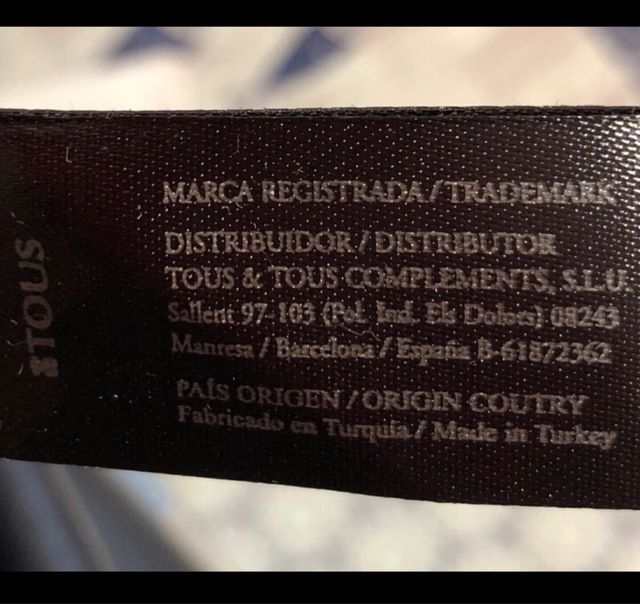 MARCA REGISTRADA/TRADEMARK
DISTRIBUIDOR/DISTRIBUTOR
TOUS & TOUS COMPLEMENTS, S.L.U
Sallent 97-103 (Pol. Ind. Els Dolors) 08243
Manresa/Barcelona/España B-61872362
PAÍS ORIGEN/ORIGIN COUTRY
Fabricado en Turquía/Made in Turkey
&TOUS